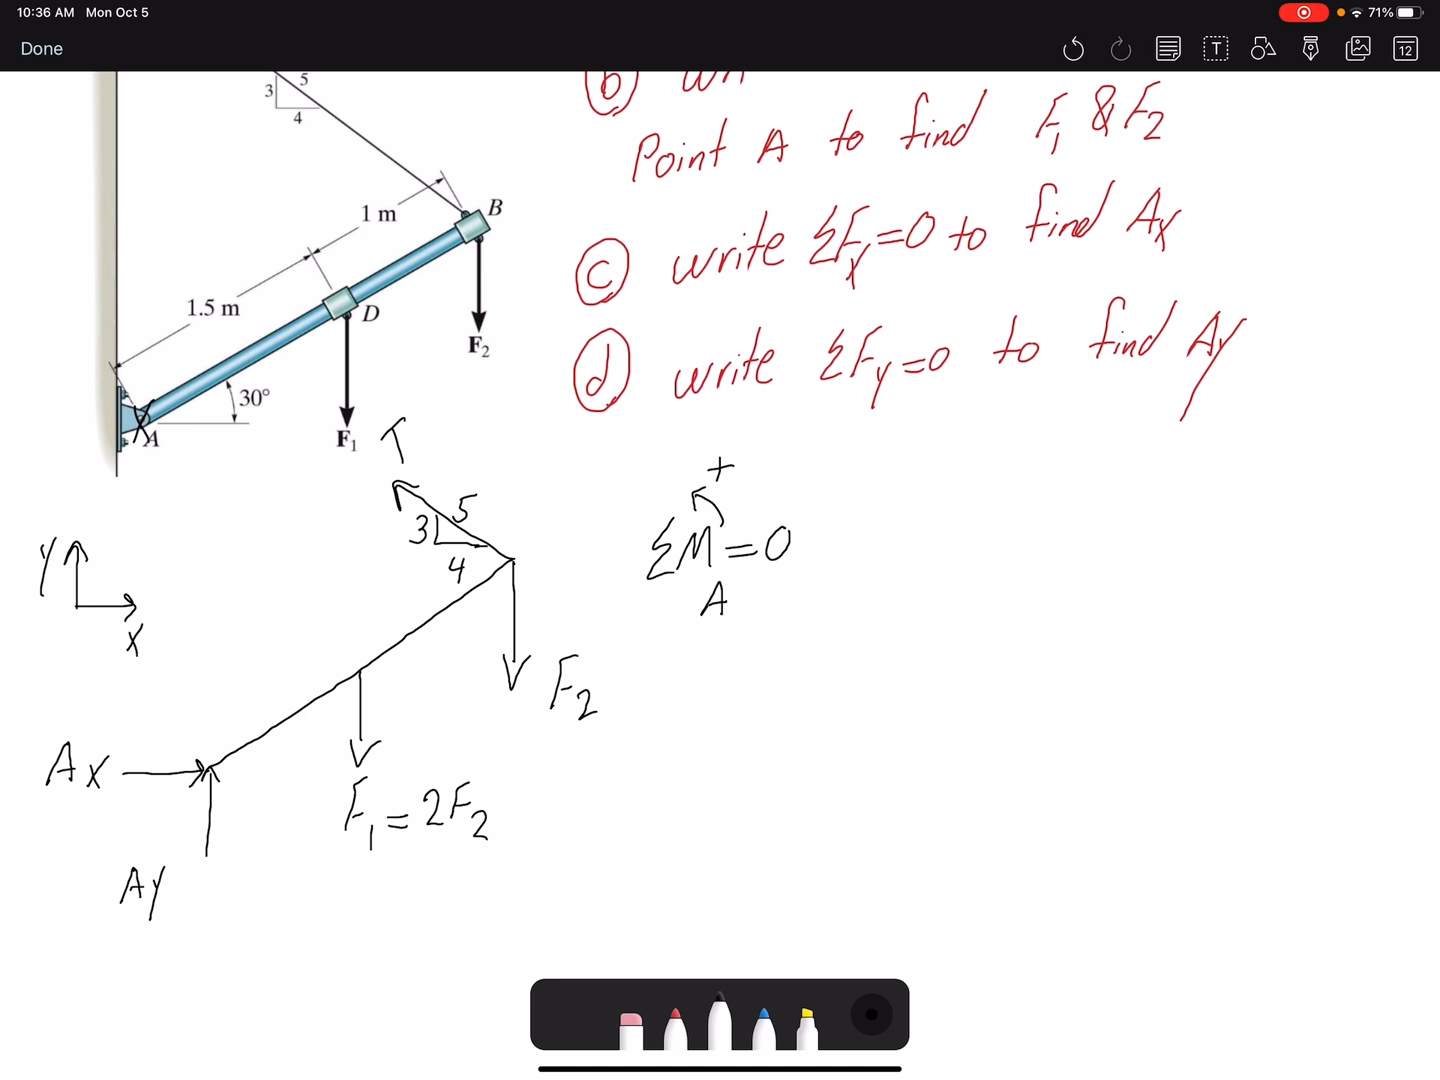 10:36 AM Mon Oct 5
71%
Done
T
12
5
3
4
1 m
B
1.5 m
D
F₂
30°
A
F₁
(b)
Point A to find F₁ & F₂
(c) write ΣFx=0 to find Ax
(d) write ΣFy=0 to find Ay
T
5
3
4
+
ΣM=0
A
Y
X
F₂
Ax
F₁=2F₂
Ay